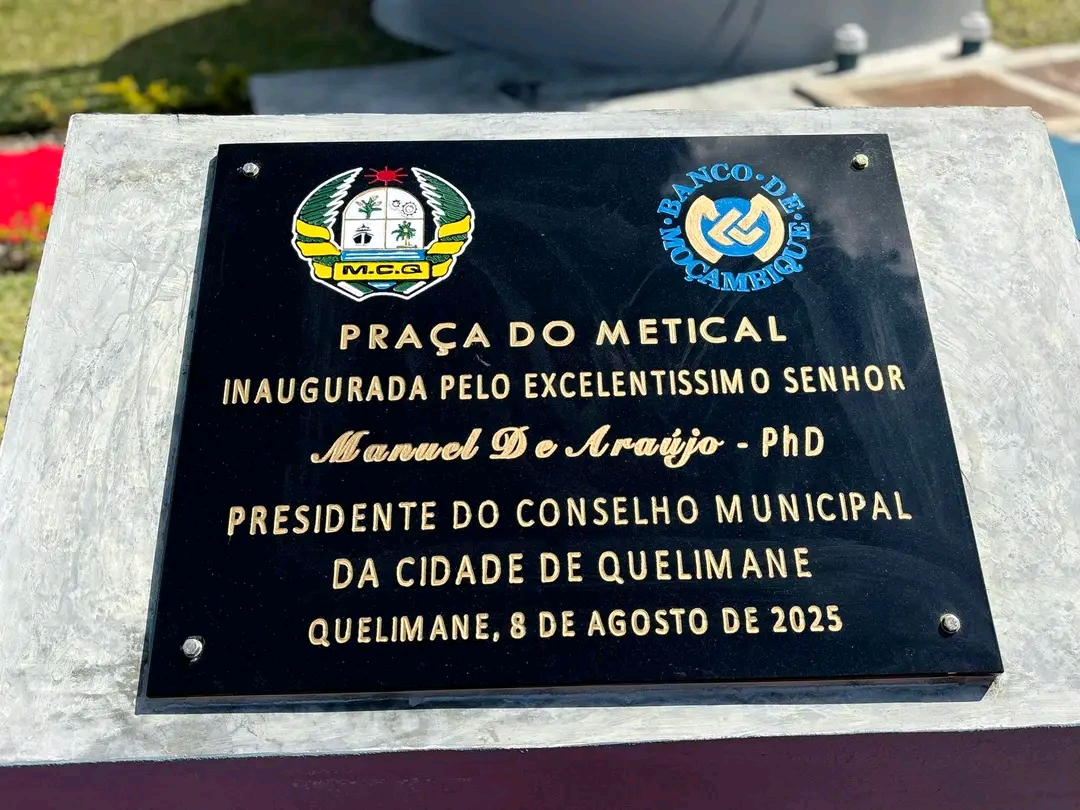 M.C.Q
BANCO · DE · MOÇAMBIQUE ·
PRAÇA DO METICAL
INAUGURADA PELO EXCELENTISSIMO SENHOR
Manuel De Araújo - PhD
PRESIDENTE DO CONSELHO MUNICIPAL
DA CIDADE DE QUELIMANE
QUELIMANE, 8 DE AGOSTO DE 2025